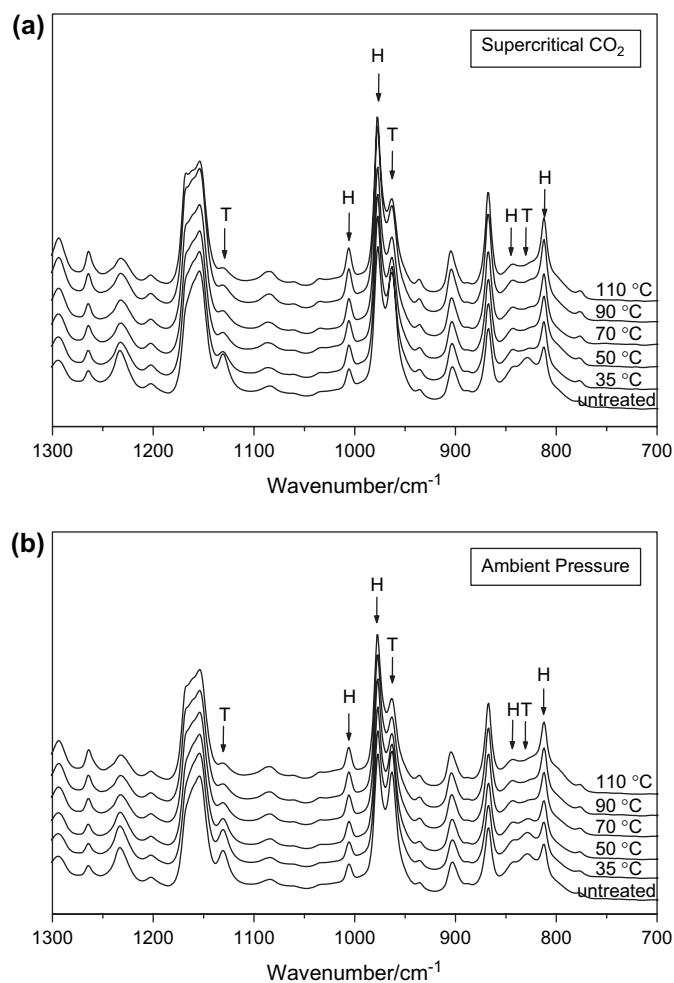 (a)
Supercritical CO₂
H
T
T
H
H T
H
110 °C
90 °C
70 °C
50 °C
35 °C
untreated
1300 1200 1100 1000 900 800 700
Wavenumber/cm⁻¹
(b)
Ambient Pressure
H
T
T
H
H T
H
110 °C
90 °C
70 °C
50 °C
35 °C
untreated
1300 1200 1100 1000 900 800 700
Wavenumber/cm⁻¹